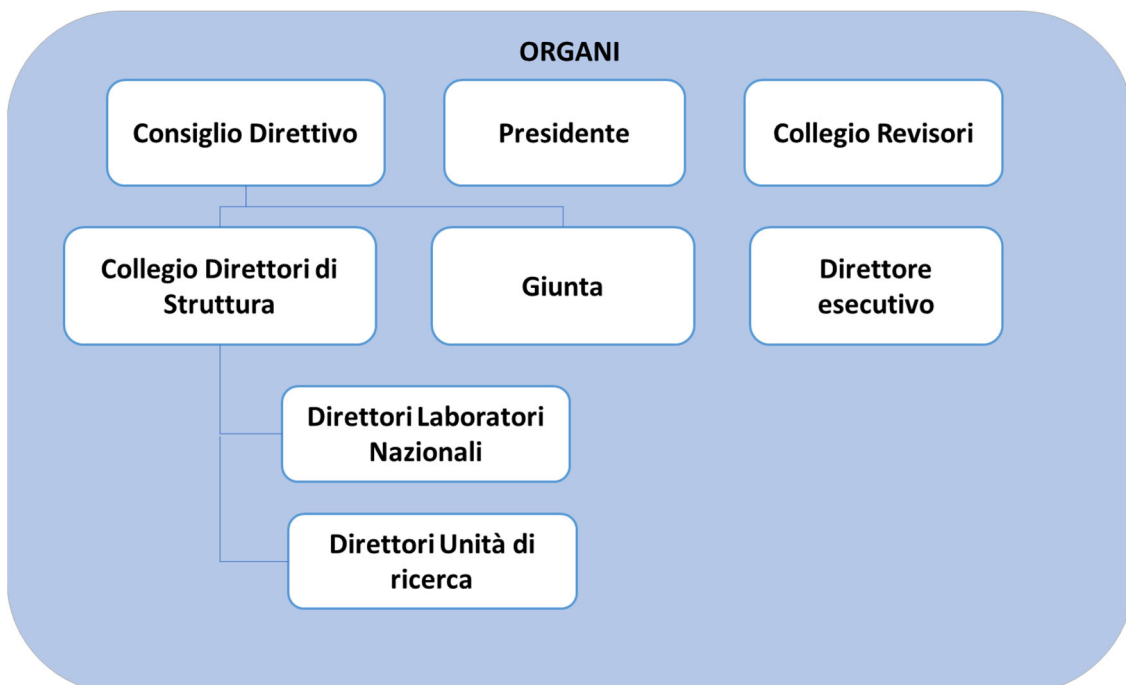 ORGANI
Consiglio Direttivo
Presidente
Collegio Revisori
Collegio Direttori di
Struttura
Giunta
Direttore
esecutivo
Direttori Laboratori
Nazionali
Direttori Unità di
ricerca